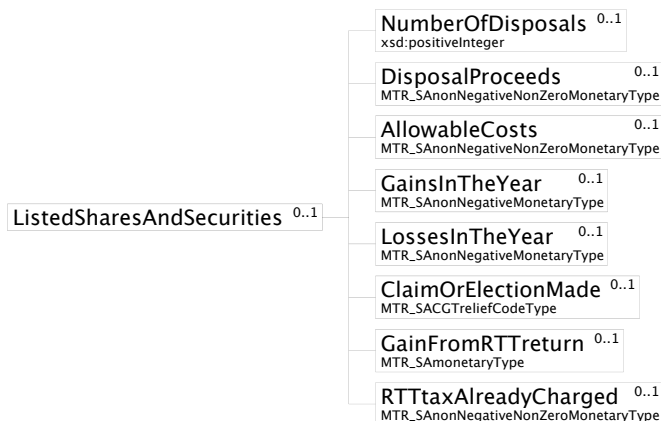 NumberOfDisposals 0..1
xsd:positiveInteger
DisposalProceeds 0..1
MTR_SAnonNegativeNonZeroMonetaryType
AllowableCosts 0..1
MTR_SAnonNegativeNonZeroMonetaryType
GainsInTheYear 0..1
MTR_SAnonNegativeMonetaryType
ListedSharesAndSecurities 0..1
LossesInTheYear 0..1
MTR_SAnonNegativeMonetaryType
ClaimOrElectionMade 0..1
MTR_SACGTreliefCodeType
GainFromRTTreturn 0..1
MTR_SAmonetaryType
RTTtaxAlreadyCharged 0..1
MTR_SAnonNegativeNonZeroMonetaryType